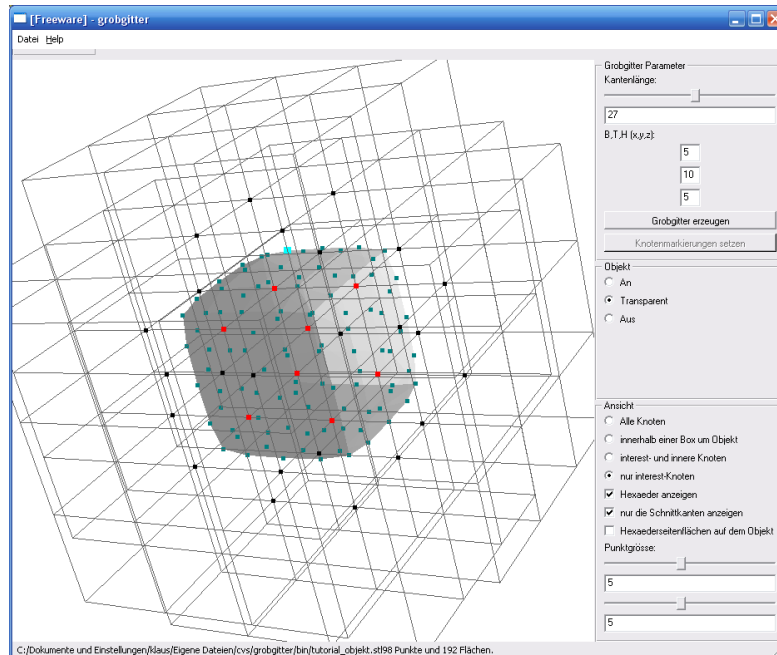 [Freeware] - grobgitter
Datei Help
Grobgitter Parameter
Kantenlänge:
27
B,T,H (x,y,z):
5
10
5
Grobgitter erzeugen
Knotenmarkierungen setzen
Objekt
An
Transparent
Aus
Ansicht
Alle Knoten
innerhalb einer Box um Objekt
interest- und innere Knoten
nur interest-Knoten
Hexaeder anzeigen
nur die Schnittkanten anzeigen
Hexaederseitenflächen auf dem Objekt
Punktgrösse:
5
5
C:/Dokumente und Einstellungen/klaus/Eigene Dateien/cvs/grobgitter/bin/tutorial_objekt.stl98 Punkte und 192 Flächen.